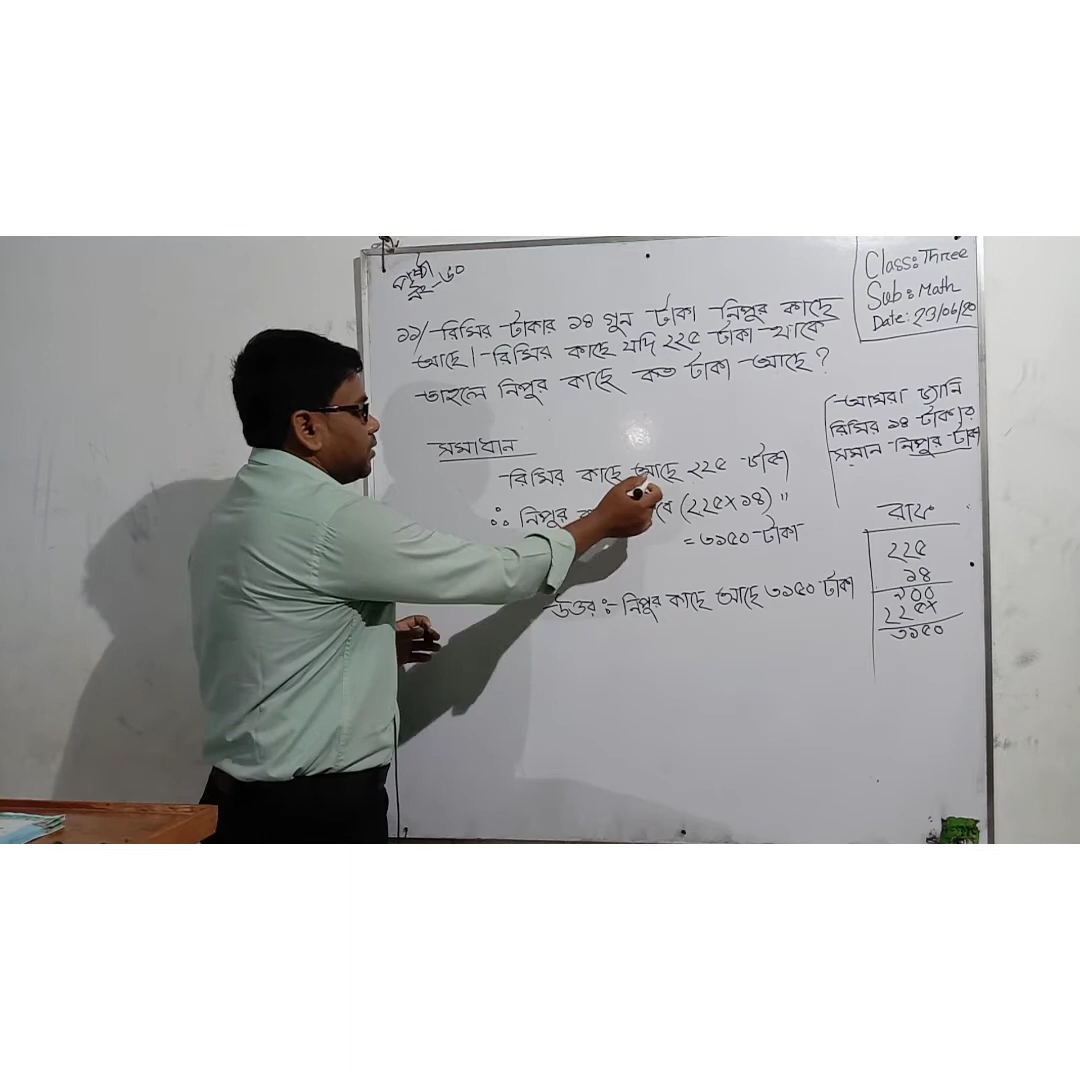 পৃষ্ঠা
নং-৬০
Class: Three
Sub: Math
Date: 23/06/20
১১/ রিমির টাকার ১৪ গুন টাকা নিপুর কাছে
আছে। রিমির কাছে যদি ২২৫ টাকা থাকে
তাহলে নিপুর কাছে কত টাকা আছে?
আমরা জানি
রিমির ১৪ টাকার
সমান নিপুর টাকা
সমাধান
রিমির কাছে আছে ২২৫ টাকা
∴ নিপুর (২২৫×১৪) "
= ৩১৫০ টাকা
উত্তর:- নিপুর কাছে আছে ৩১৫০ টাকা
রাফ
২২৫
১৪
৯০০
২২৫×
৩১৫০